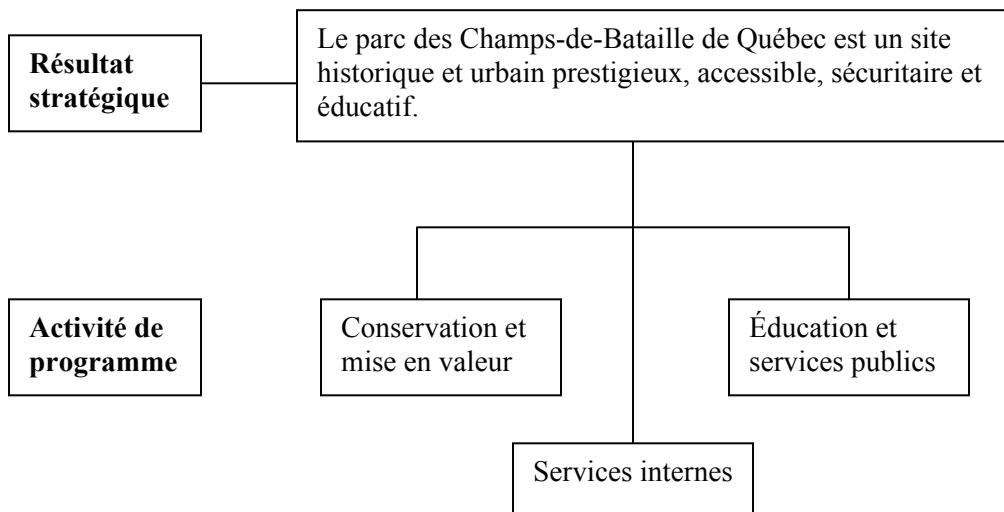 Résultat
stratégique
Le parc des Champs-de-Bataille de Québec est un site
historique et urbain prestigieux, accessible, sécuritaire et
éducatif.
Activité de
programme
Conservation et
mise en valeur
Éducation et
services publics
Services internes